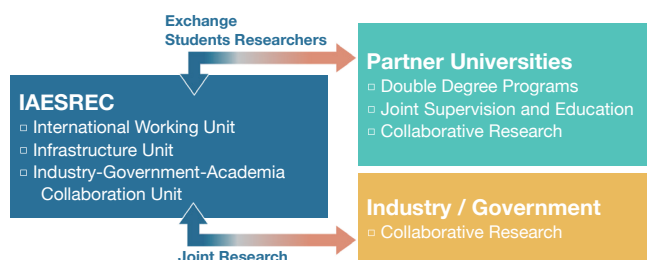 Exchange
Students Researchers
IAESREC
▫ International Working Unit
▫ Infrastructure Unit
▫ Industry-Government-Academia
Collaboration Unit
Partner Universities
▫ Double Degree Programs
▫ Joint Supervision and Education
▫ Collaborative Research
Industry / Government
▫ Collaborative Research
Joint Research